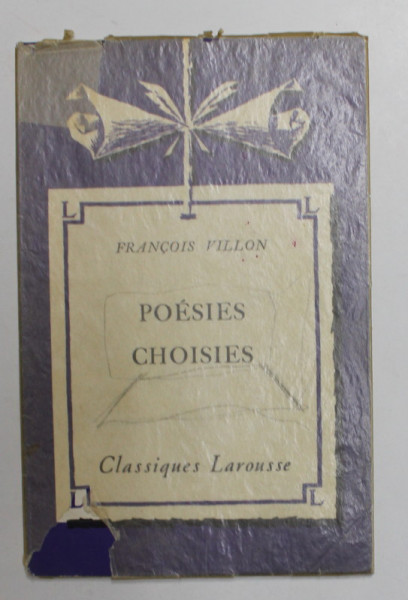 L L
FRANÇOIS VILLON
POÉSIES
CHOISIES
Classiques Larousse
L L